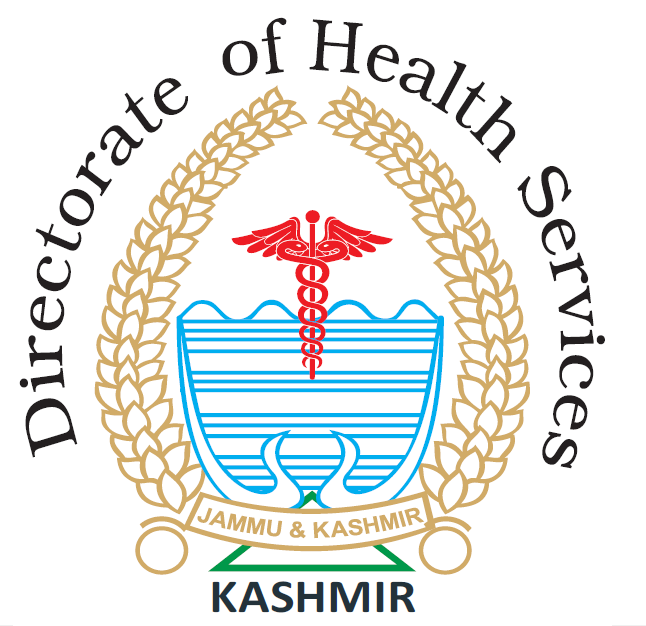 Directorate of Health Services
JAMMU & KASHMIR
KASHMIR